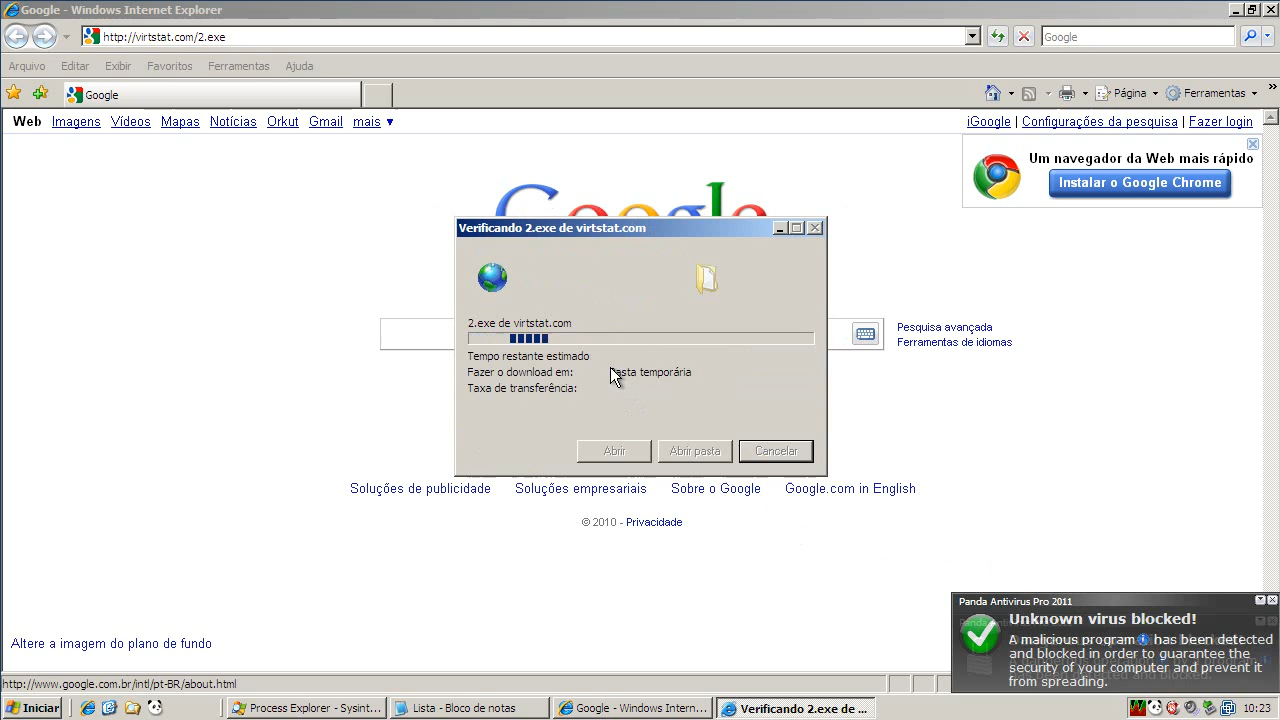 Google - Windows Internet Explorer
http://virtstat.com/2.exe
Google
Arquivo Editar Exibir Favoritos Ferramentas Ajuda
Google
Página Ferramentas »
Web Imagens Vídeos Mapas Notícias Orkut Gmail mais ▼
iGoogle | Configurações da pesquisa | Fazer login
Um navegador da Web mais rápido
Instalar o Google Chrome
Google
Verificando 2.exe de virtstat.com
2.exe de virtstat.com
Tempo restante estimado
Fazer o download em: Pasta temporária
Taxa de transferência:
Abrir Abrir pasta Cancelar
Pesquisa avançada
Ferramentas de idiomas
Soluções de publicidade Soluções empresariais Sobre o Google Google.com in English
© 2010 - Privacidade
Altere a imagem do plano de fundo
Panda Antivirus Pro 2011
Unknown virus blocked!
A malicious program has been detected
and blocked in order to guarantee the
security of your computer and prevent it
from spreading.
http://www.google.com.br/intl/pt-BR/about.html
Iniciar
Process Explorer - Sysint...
Lista - Bloco de notas
Google - Windows Intern...
Verificando 2.exe de ...
10:23